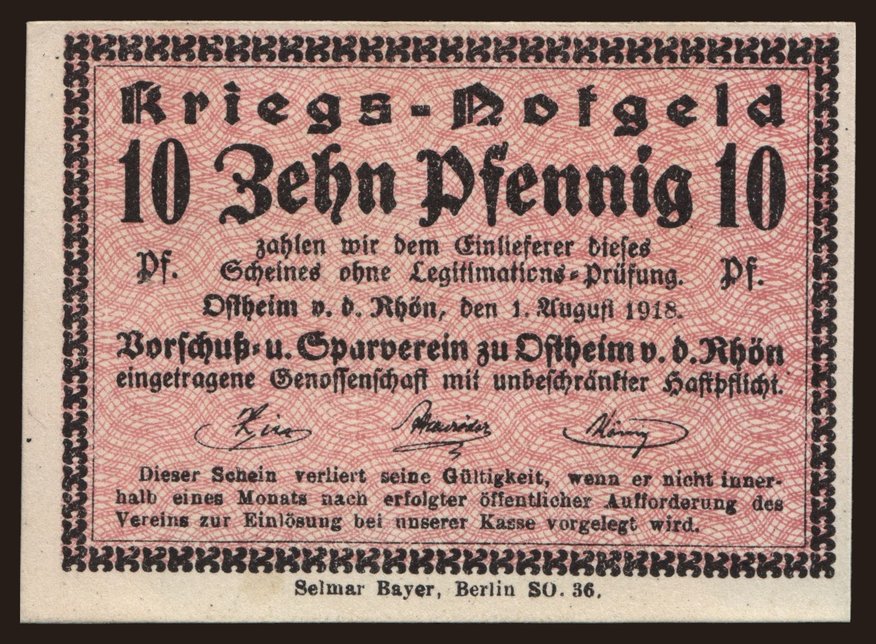 Kriegs-Notgeld
10 Zehn Pfennig 10
Pf. zahlen wir dem Einlieferer dieses Pf.
Scheines ohne Legitimations-Prüfung.
Ostheim v. d. Rhön, den 1. August 1918.
Vorschuß- u. Sparverein zu Ostheim v. d. Rhön
eingetragene Genossenschaft mit unbeschränkter Haftpflicht.
Dieser Schein verliert seine Gültigkeit, wenn er nicht inner-
halb eines Monats nach erfolgter öffentlicher Aufforderung des
Vereins zur Einlösung bei unserer Kasse vorgelegt wird.
Selmar Bayer, Berlin SO. 36.